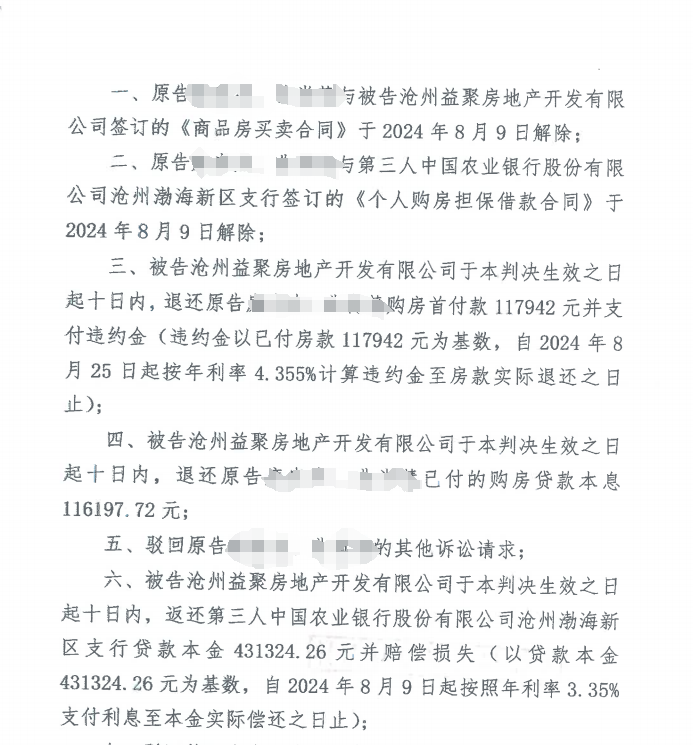 一、原告与被告沧州益聚房地产开发有限
公司签订的《商品房买卖合同》于 2024 年 8 月 9 日解除；
二、原告与第三人中国农业银行股份有限
公司沧州渤海新区支行签订的《个人购房担保借款合同》于
2024 年 8 月 9 日解除；
三、被告沧州益聚房地产开发有限公司于本判决生效之日
起十日内，退还原告购房首付款 117942 元并支
付违约金（违约金以已付房款 117942 元为基数，自 2024 年 8
月 25 日起按年利率 4.355%计算违约金至房款实际退还之日
止）；
四、被告沧州益聚房地产开发有限公司于本判决生效之日
起十日内，退还原告已付的购房贷款本息
116197.72 元；
五、驳回原告的其他诉讼请求；
六、被告沧州益聚房地产开发有限公司于本判决生效之日
起十日内，返还第三人中国农业银行股份有限公司沧州渤海新
区支行贷款本金 431324.26 元并赔偿损失（以贷款本金
431324.26 元为基数，自 2024 年 8 月 9 日起按照年利率 3.35%
支付利息至本金实际偿还之日止）；